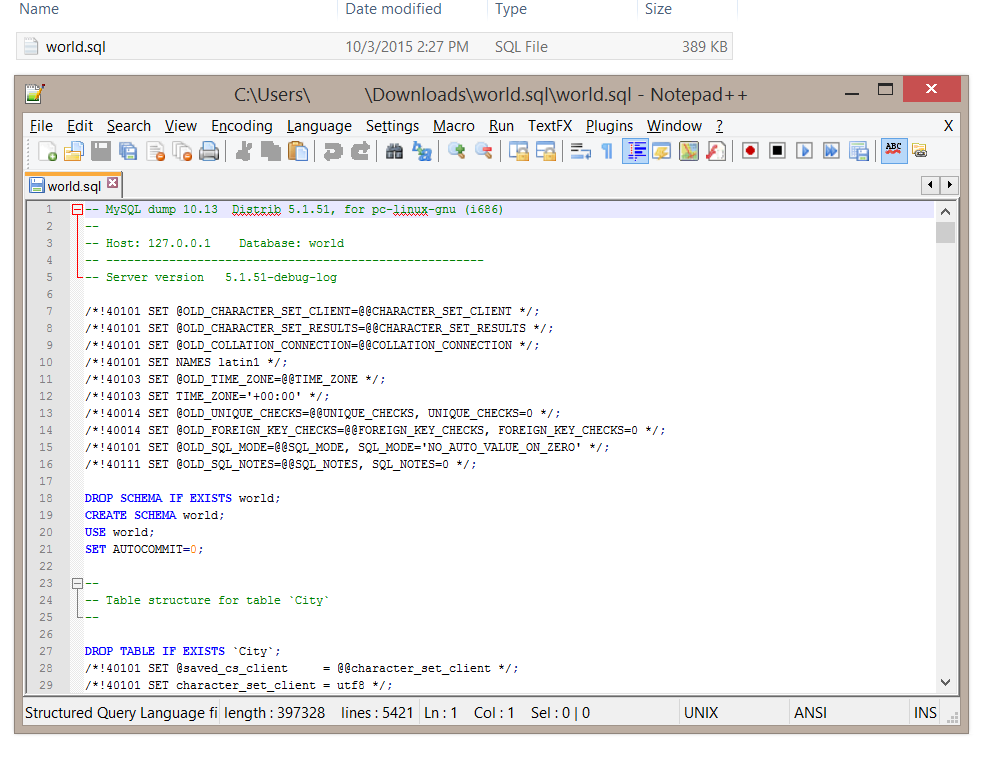 Name Date modified Type Size
world.sql 10/3/2015 2:27 PM SQL File 389 KB
C:\Users\ \Downloads\world.sql\world.sql - Notepad++
File Edit Search View Encoding Language Settings Macro Run TextFX Plugins Window ? X
ABC
world.sql
1 -- MySQL dump 10.13  Distrib 5.1.51, for pc-linux-gnu (i686)
2 --
3 -- Host: 127.0.0.1    Database: world
4 -- ------------------------------------------------------
5 -- Server version   5.1.51-debug-log
6
7 /*!40101 SET @OLD_CHARACTER_SET_CLIENT=@@CHARACTER_SET_CLIENT */;
8 /*!40101 SET @OLD_CHARACTER_SET_RESULTS=@@CHARACTER_SET_RESULTS */;
9 /*!40101 SET @OLD_COLLATION_CONNECTION=@@COLLATION_CONNECTION */;
10 /*!40101 SET NAMES latin1 */;
11 /*!40103 SET @OLD_TIME_ZONE=@@TIME_ZONE */;
12 /*!40103 SET TIME_ZONE='+00:00' */;
13 /*!40014 SET @OLD_UNIQUE_CHECKS=@@UNIQUE_CHECKS, UNIQUE_CHECKS=0 */;
14 /*!40014 SET @OLD_FOREIGN_KEY_CHECKS=@@FOREIGN_KEY_CHECKS, FOREIGN_KEY_CHECKS=0 */;
15 /*!40101 SET @OLD_SQL_MODE=@@SQL_MODE, SQL_MODE='NO_AUTO_VALUE_ON_ZERO' */;
16 /*!40111 SET @OLD_SQL_NOTES=@@SQL_NOTES, SQL_NOTES=0 */;
17
18 DROP SCHEMA IF EXISTS world;
19 CREATE SCHEMA world;
20 USE world;
21 SET AUTOCOMMIT=0;
22
23 --
24 -- Table structure for table `City`
25 --
26
27 DROP TABLE IF EXISTS `City`;
28 /*!40101 SET @saved_cs_client     = @@character_set_client */;
29 /*!40101 SET character_set_client = utf8 */;
Structured Query Language fi length : 397328 lines : 5421 Ln : 1 Col : 1 Sel : 0 | 0 UNIX ANSI INS